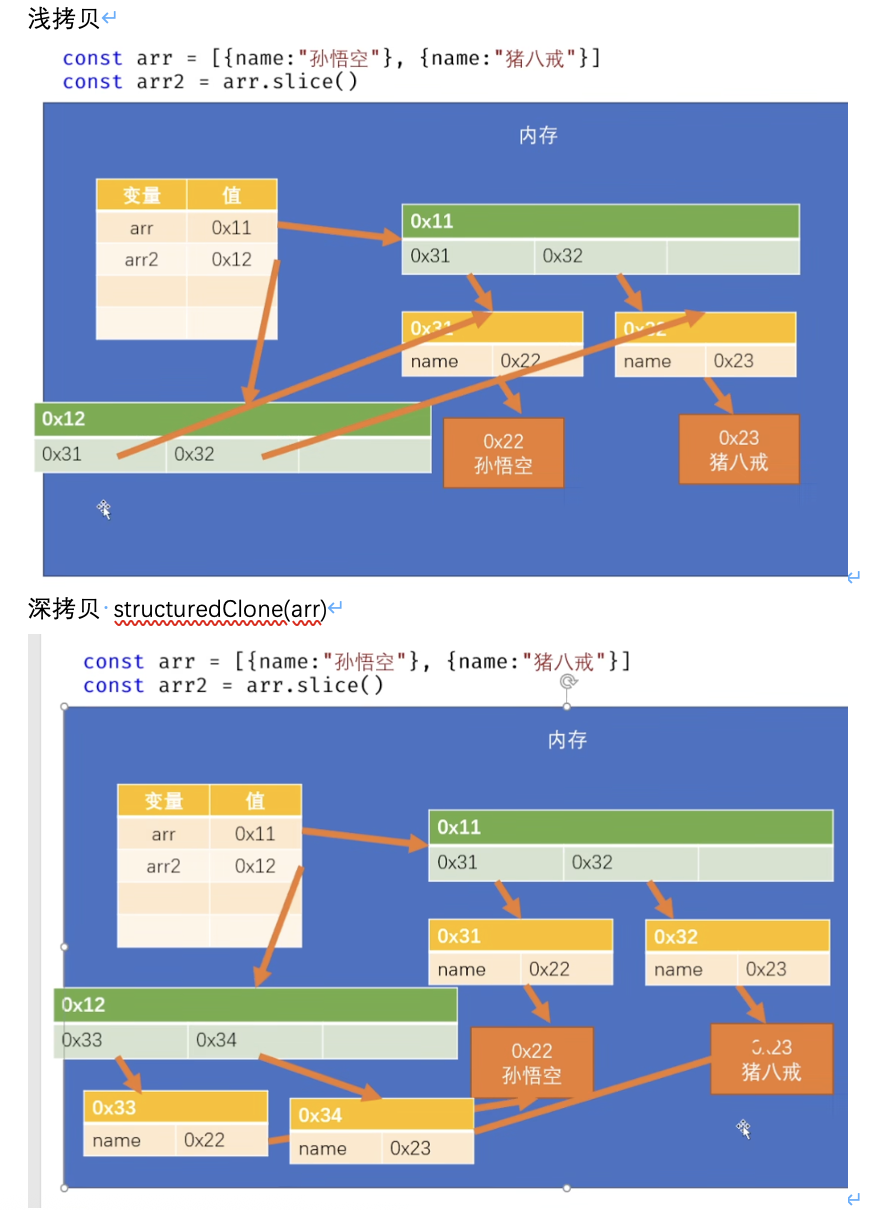 浅拷贝
const arr = [{name:"孙悟空"}, {name:"猪八戒"}]
const arr2 = arr.slice()
内存
变量 值
arr 0x11
arr2 0x12
0x11
0x31 0x32
0x31 0x32
name 0x22 name 0x23
0x12
0x31 0x32
0x22
孙悟空
0x23
猪八戒
深拷贝 structuredClone(arr)
const arr = [{name:"孙悟空"}, {name:"猪八戒"}]
const arr2 = arr.slice()
内存
变量 值
arr 0x11
arr2 0x12
0x11
0x31 0x32
0x31 0x32
name 0x22 name 0x23
0x12
0x33 0x34
0x22
孙悟空
0x23
猪八戒
0x33
name 0x22
0x34
name 0x23